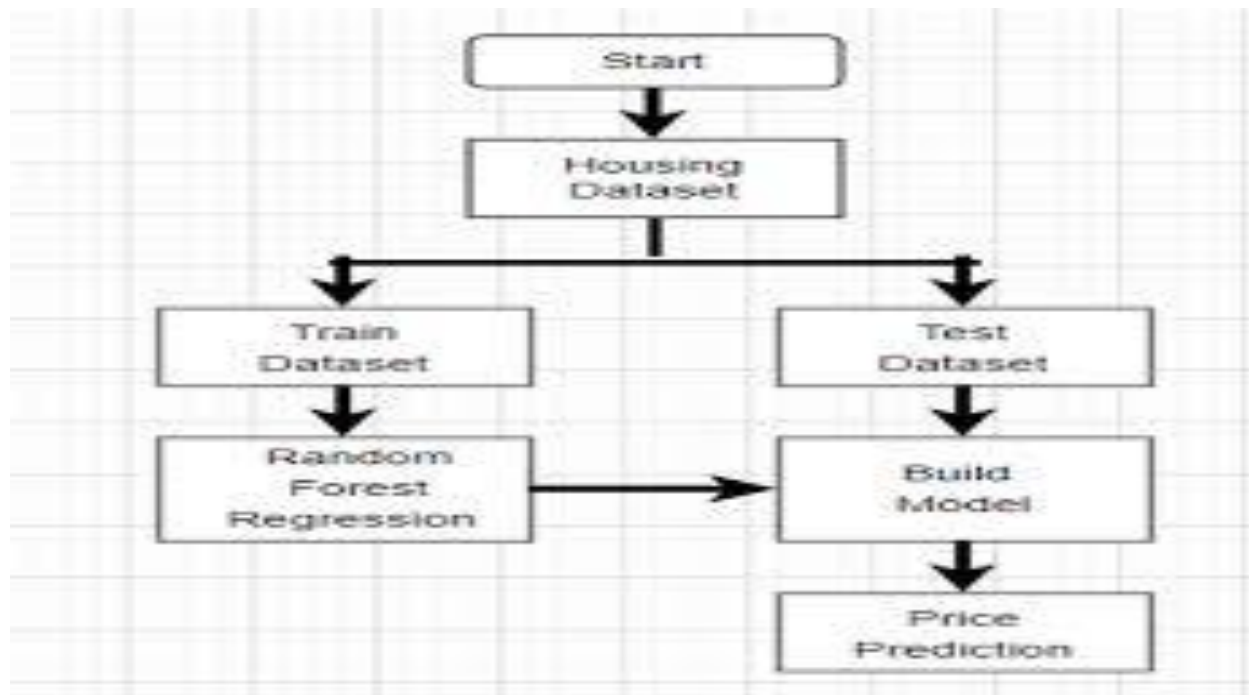 Start
Housing
Dataset
Train
Dataset
Test
Dataset
Random
Forest
Regression
Build
Model
Price
Prediction